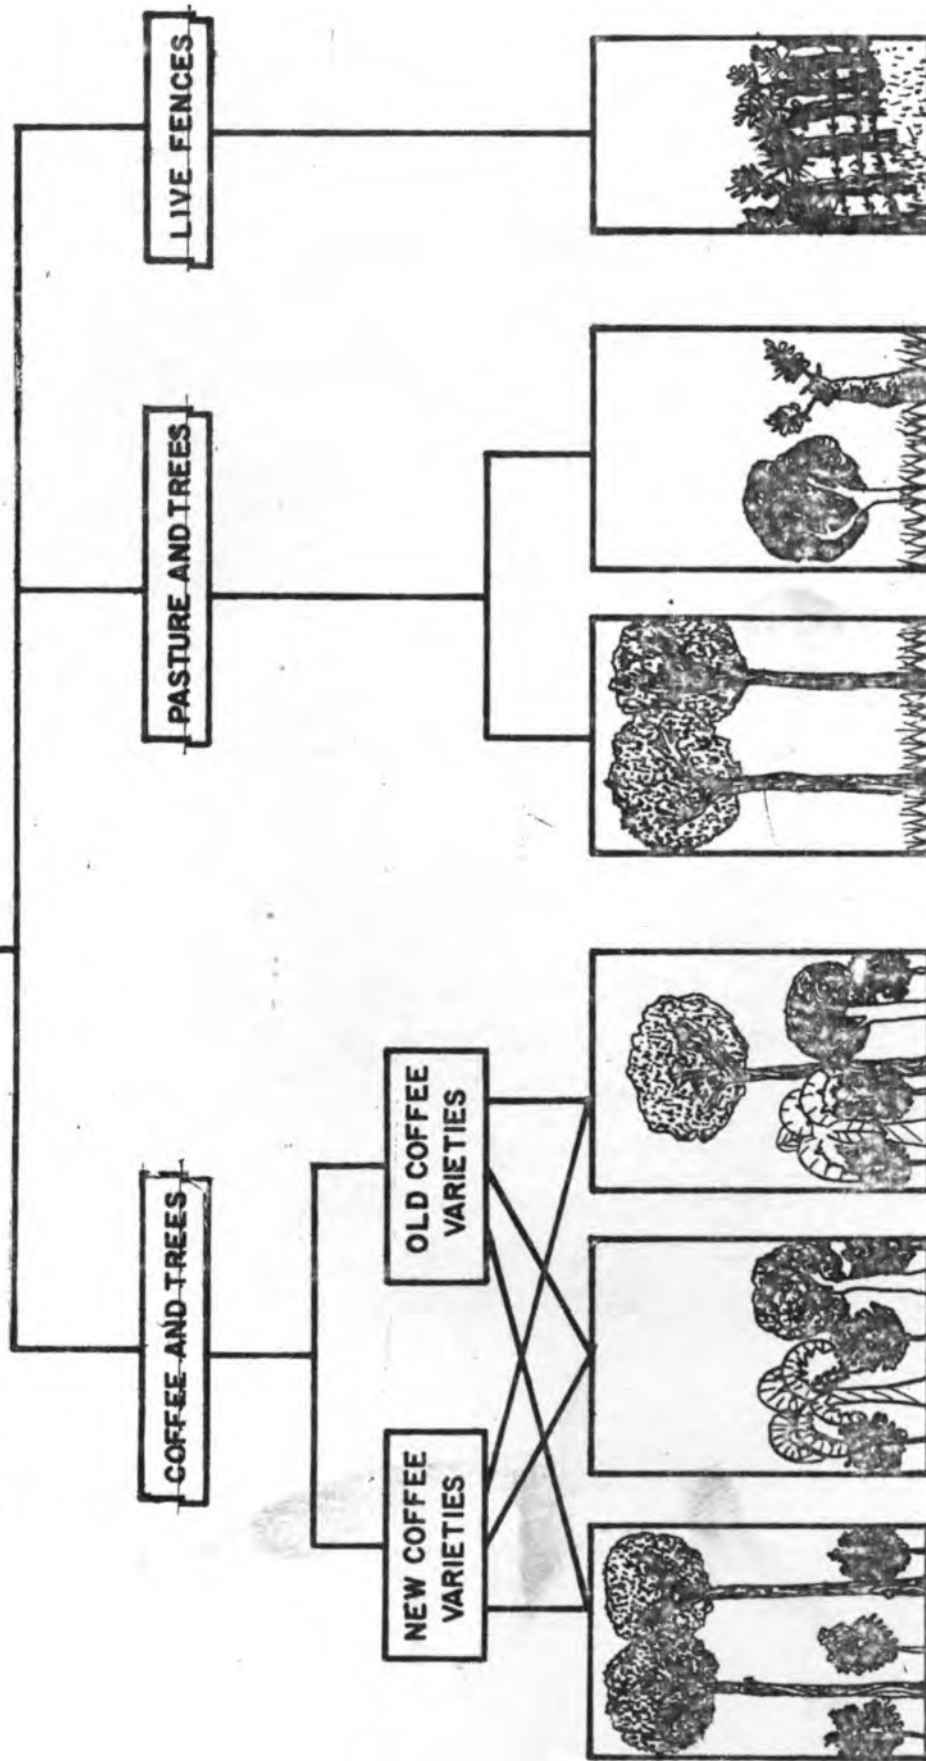 COFFEE AND TREES
PASTURE AND TREES
LIVE FENCES
NEW COFFEE
VARIETIES
OLD COFFEE
VARIETIES